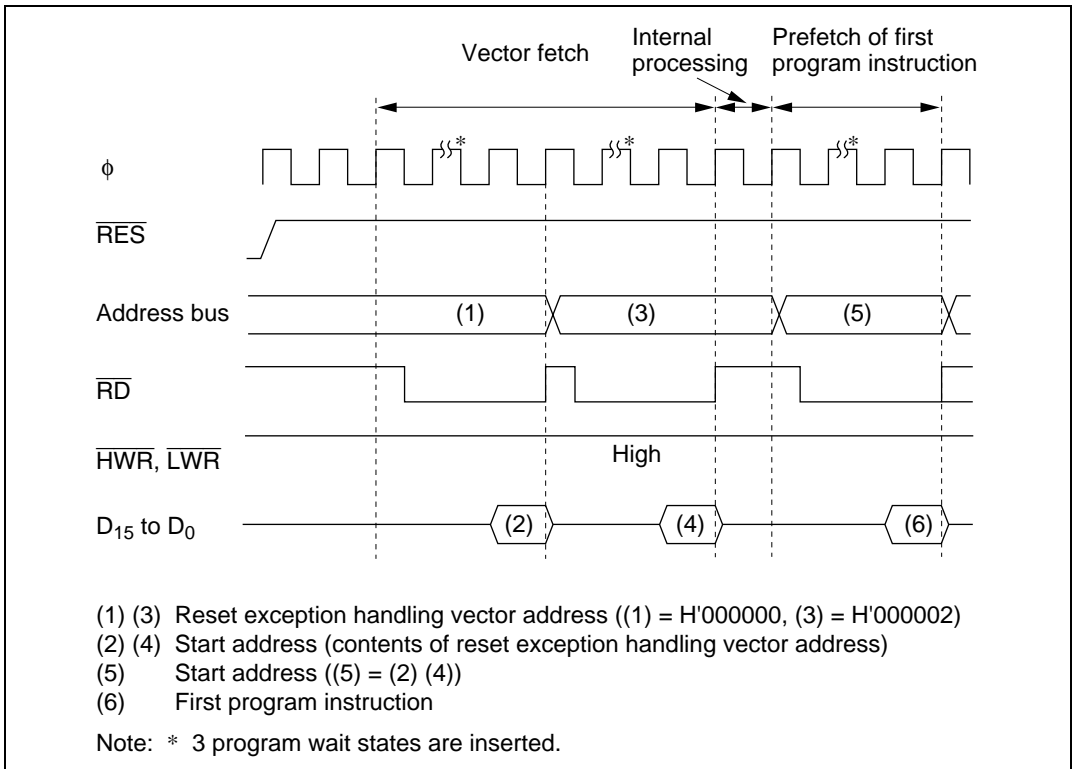 Vector fetch
Internal processing
Prefetch of first program instruction
* * *
ϕ
RES
Address bus (1) (3) (5)
RD
HWR, LWR High
D15 to D0 (2) (4) (6)
(1) (3) Reset exception handling vector address ((1) = H'000000, (3) = H'000002)
(2) (4) Start address (contents of reset exception handling vector address)
(5) Start address ((5) = (2) (4))
(6) First program instruction
Note: * 3 program wait states are inserted.